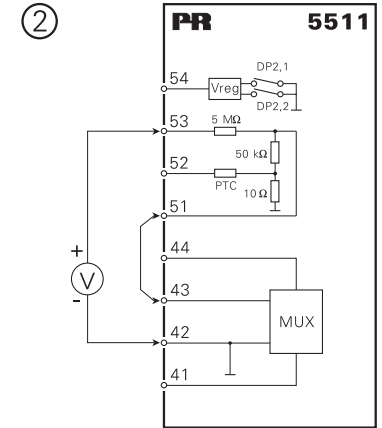 2
PR 5511
54
Vreg
DP2,1
DP2,2
53
5 MΩ
50 kΩ
52
PTC
10 Ω
51
+
V
-
44
43
MUX
42
41